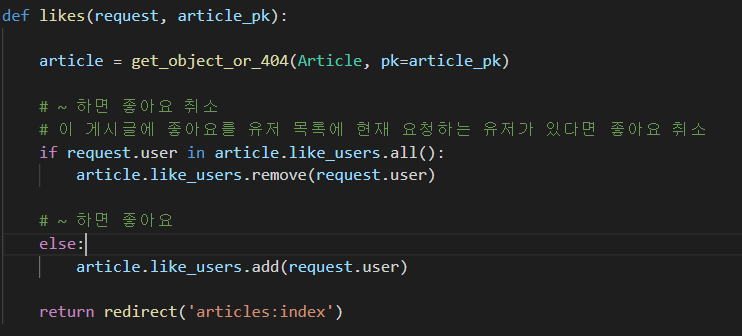 def likes(request, article_pk):
article = get_object_or_404(Article, pk=article_pk)
# ~ 하면 좋아요 취소
# 이 게시글에 좋아요를 유저 목록에 현재 요청하는 유저가 있다면 좋아요 취소
if request.user in article.like_users.all():
article.like_users.remove(request.user)
# ~ 하면 좋아요
else:
article.like_users.add(request.user)
return redirect('articles:index')